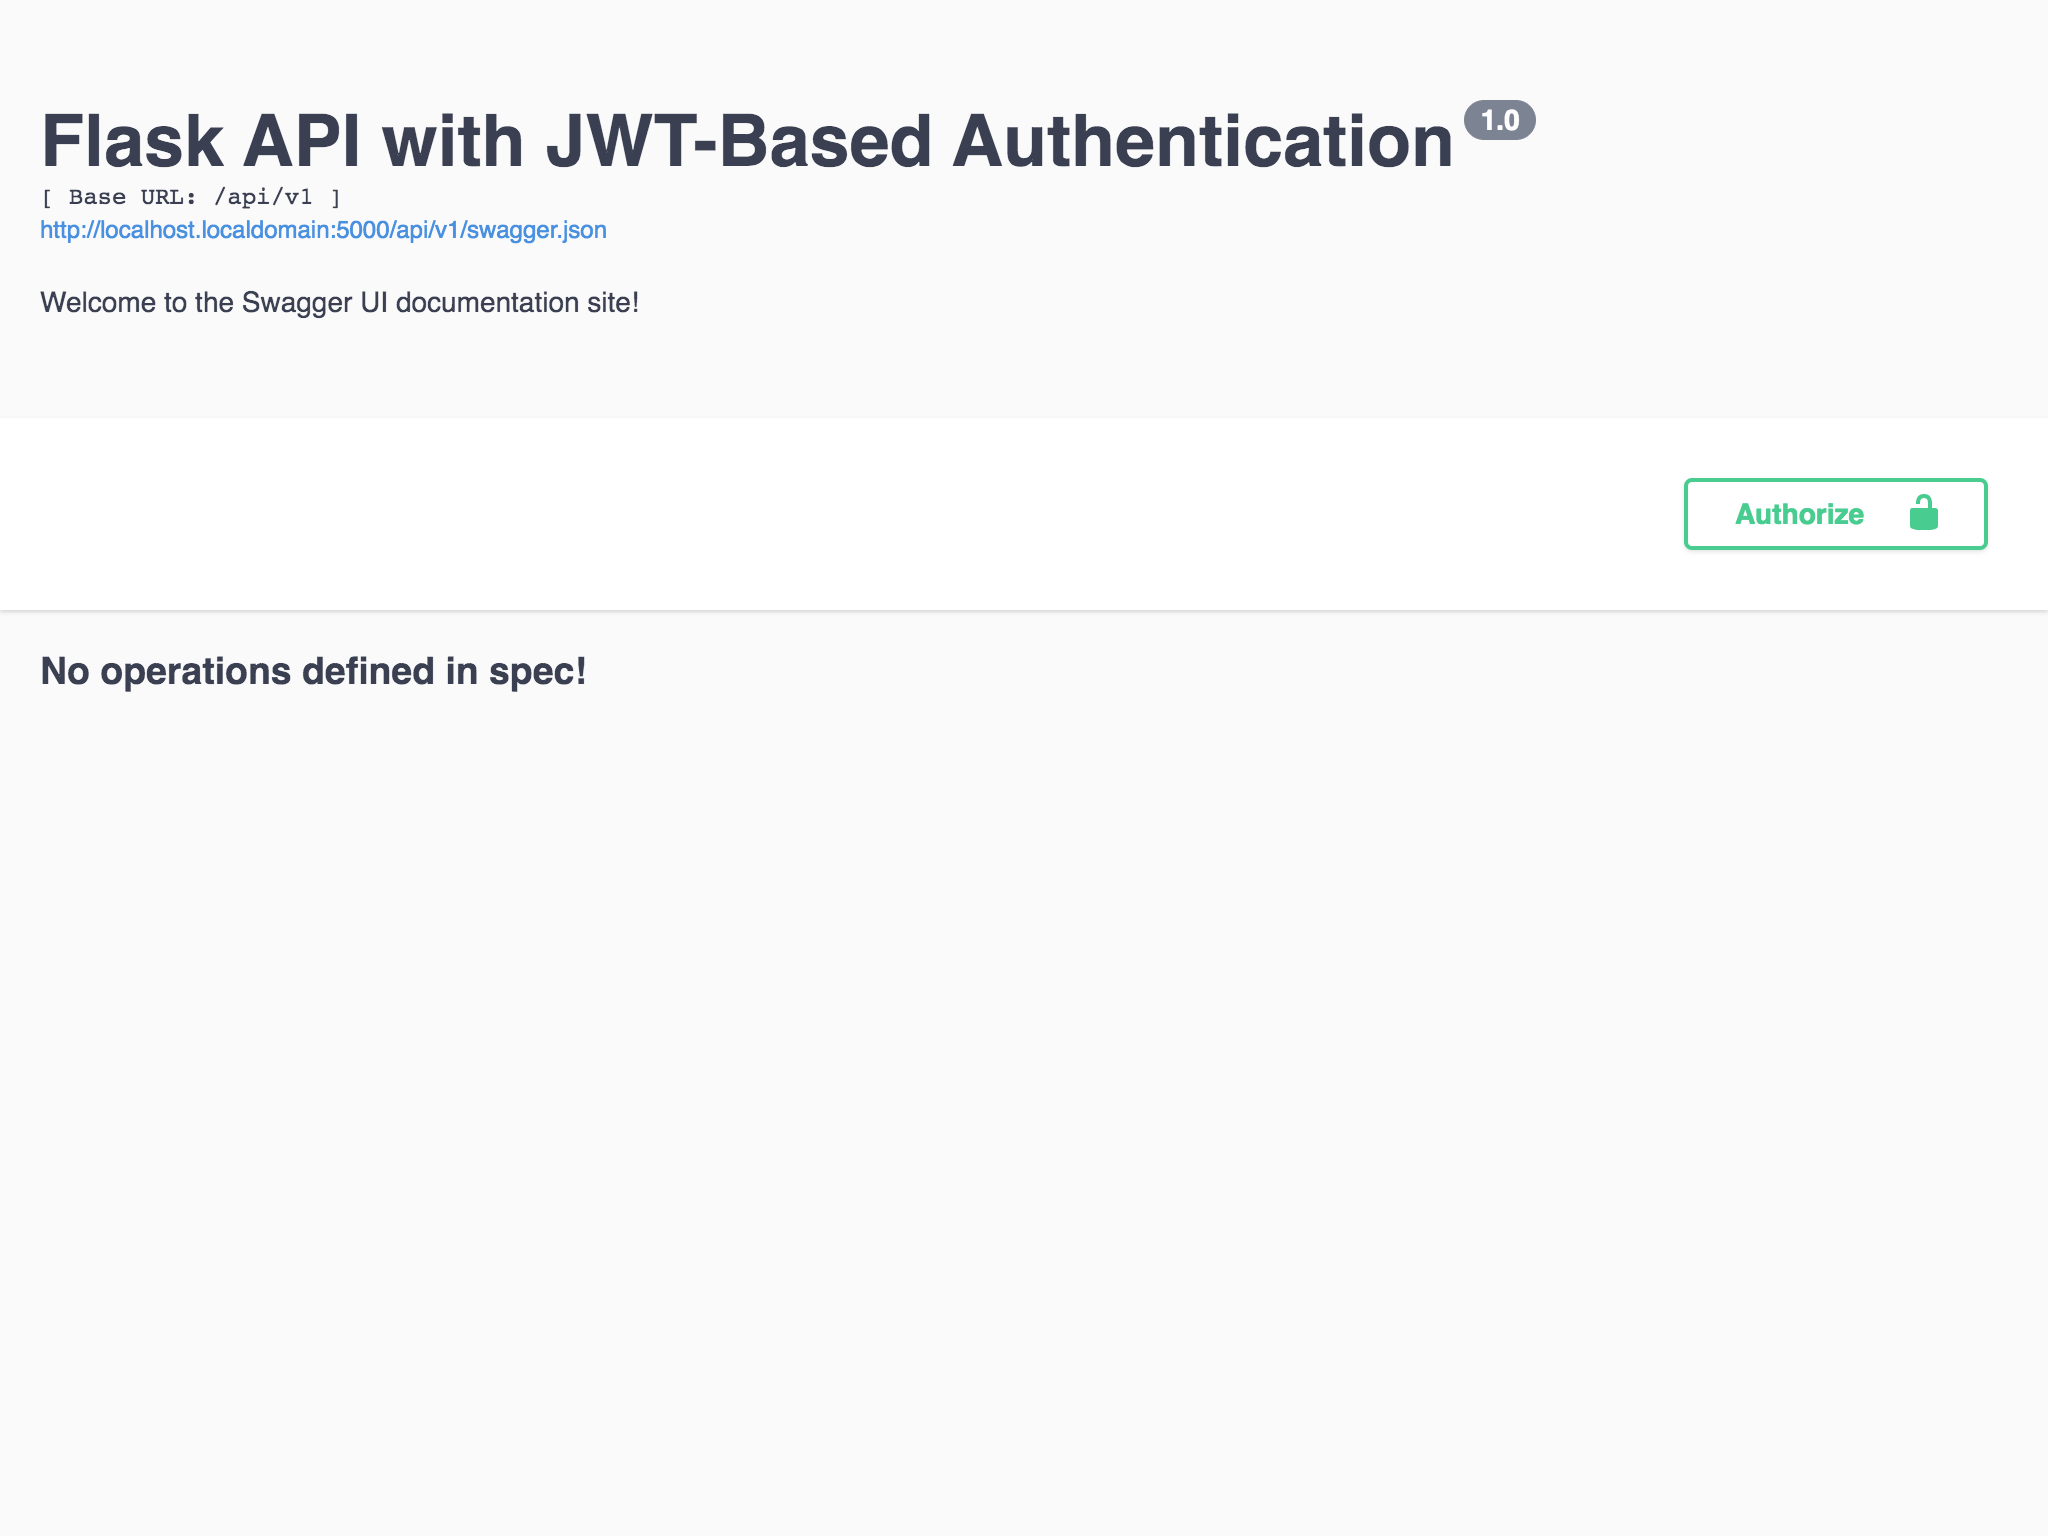 Flask API with JWT-Based Authentication 1.0
[ Base URL: /api/v1 ]
http://localhost.localdomain:5000/api/v1/swagger.json
Welcome to the Swagger UI documentation site!
Authorize
No operations defined in spec!